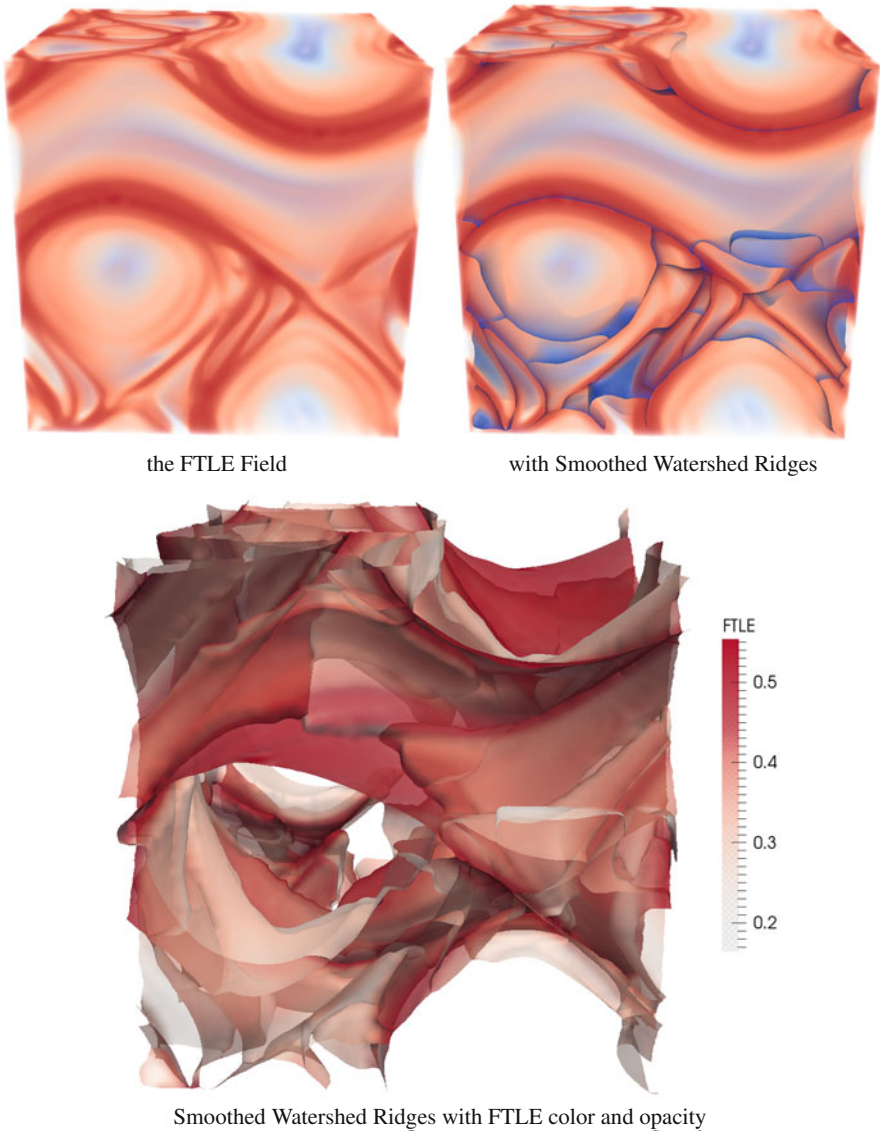 the FTLE Field
with Smoothed Watershed Ridges
FTLE
0.5
0.4
0.3
0.2
Smoothed Watershed Ridges with FTLE color and opacity